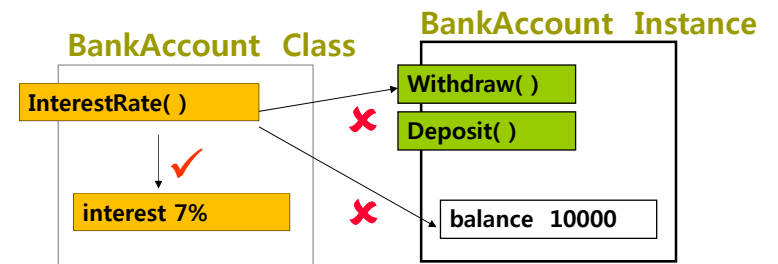 BankAccount Class
BankAccount Instance
InterestRate( )
Withdraw( )
Deposit( )
interest 7%
balance 10000